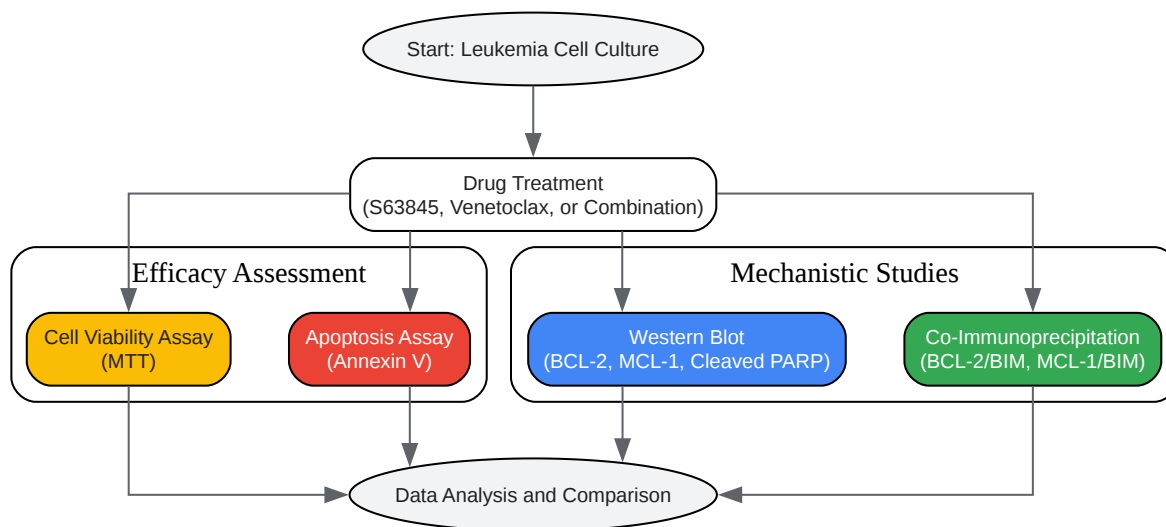 Start: Leukemia Cell Culture
Drug Treatment
(S63845, Venetoclax, or Combination)
Efficacy Assessment
Mechanistic Studies
Cell Viability Assay
(MTT)
Apoptosis Assay
(Annexin V)
Western Blot
(BCL-2, MCL-1, Cleaved PARP)
Co-Immunoprecipitation
(BCL-2/BIM, MCL-1/BIM)
Data Analysis and Comparison